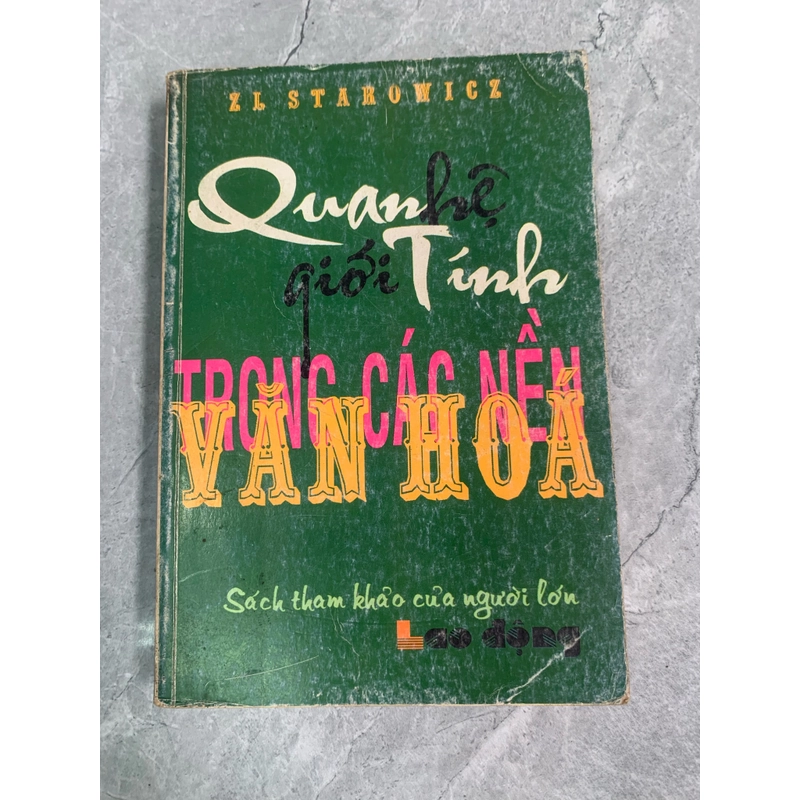 ZL STAROWICZ
Quan hệ
giới Tính
TRONG CÁC NỀN
VĂN HOÁ
Sách tham khảo của người lớn
Lao động